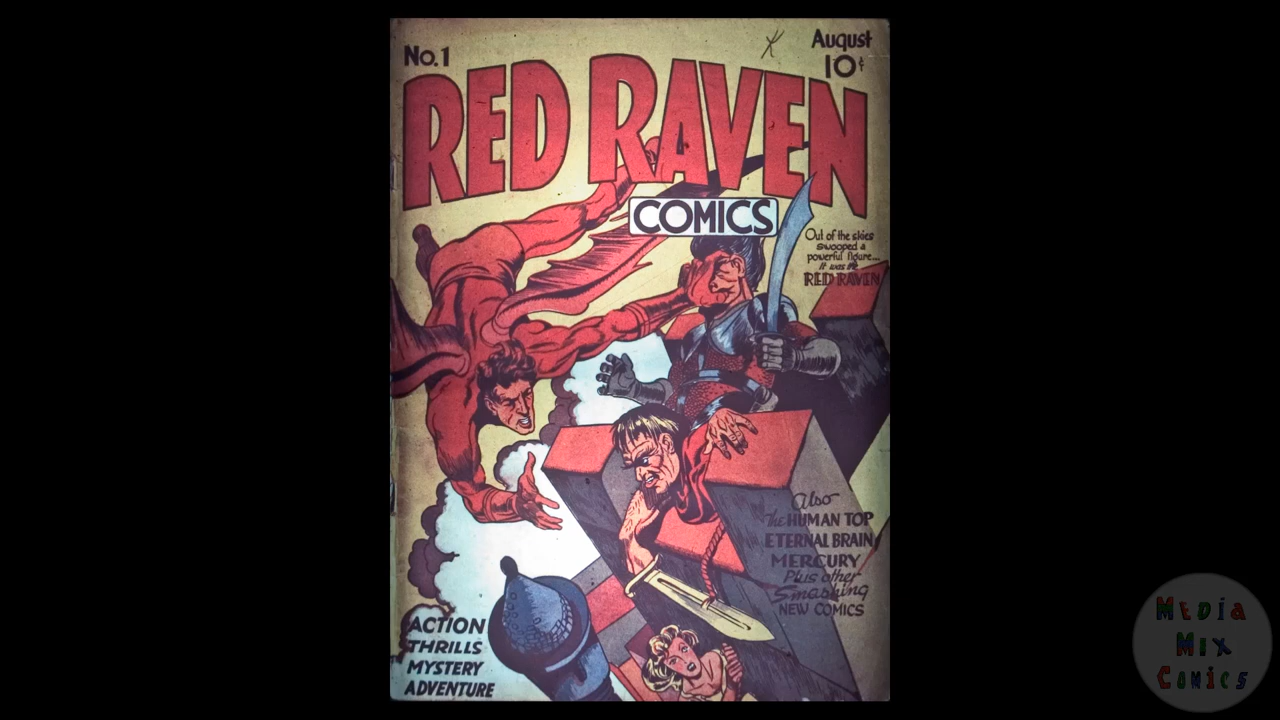 No. 1
August
10¢
RED RAVEN
COMICS
Out of the skies
swooped a
powerful figure...
it was the
RED RAVEN
Also
The HUMAN TOP
ETERNAL BRAIN
MERCURY
Plus other
Smashing
NEW COMICS
ACTION
THRILLS
MYSTERY
ADVENTURE
MEDIA
MIX
COMICS